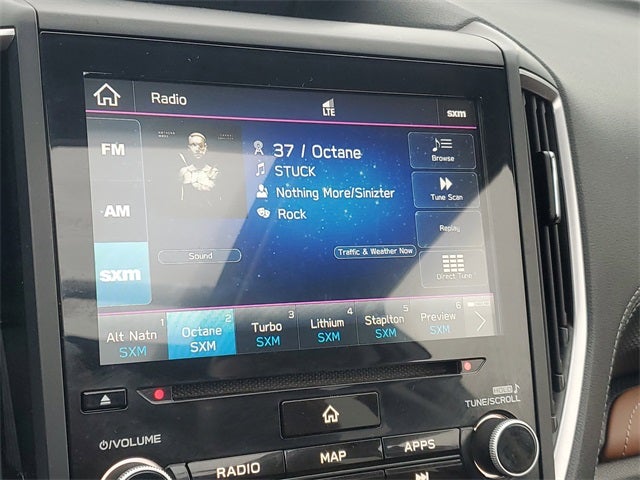 Radio
LTE
sxm
FM
AM
sxm
37 / Octane
STUCK
Nothing More/Sinizter
Rock
Browse
Tune Scan
Replay
Direct Tune
Sound
Traffic & Weather Now
1
Alt Natn
SXM
2
Octane
SXM
3
Turbo
SXM
4
Lithium
SXM
5
Staplton
SXM
6
Preview
SXM
HOLD
TUNE/SCROLL
VOLUME
RADIO
MAP
APPS